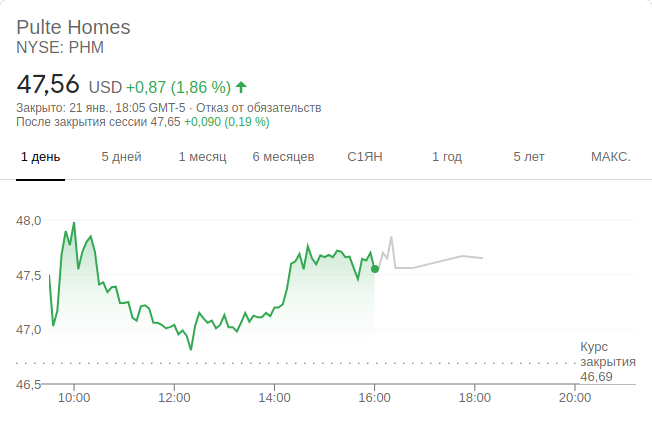 Pulte Homes
NYSE: PHM
47,56 USD +0,87 (1,86 %)
Закрыто: 21 янв., 18:05 GMT-5 · Отказ от обязательств
После закрытия сессии 47,65 +0,090 (0,19 %)
1 день 5 дней 1 месяц 6 месяцев С1ЯН 1 год 5 лет МАКС.
48,0
47,5
47,0
Курс
закрытия
46,69
46,5
10:00 12:00 14:00 16:00 18:00 20:00